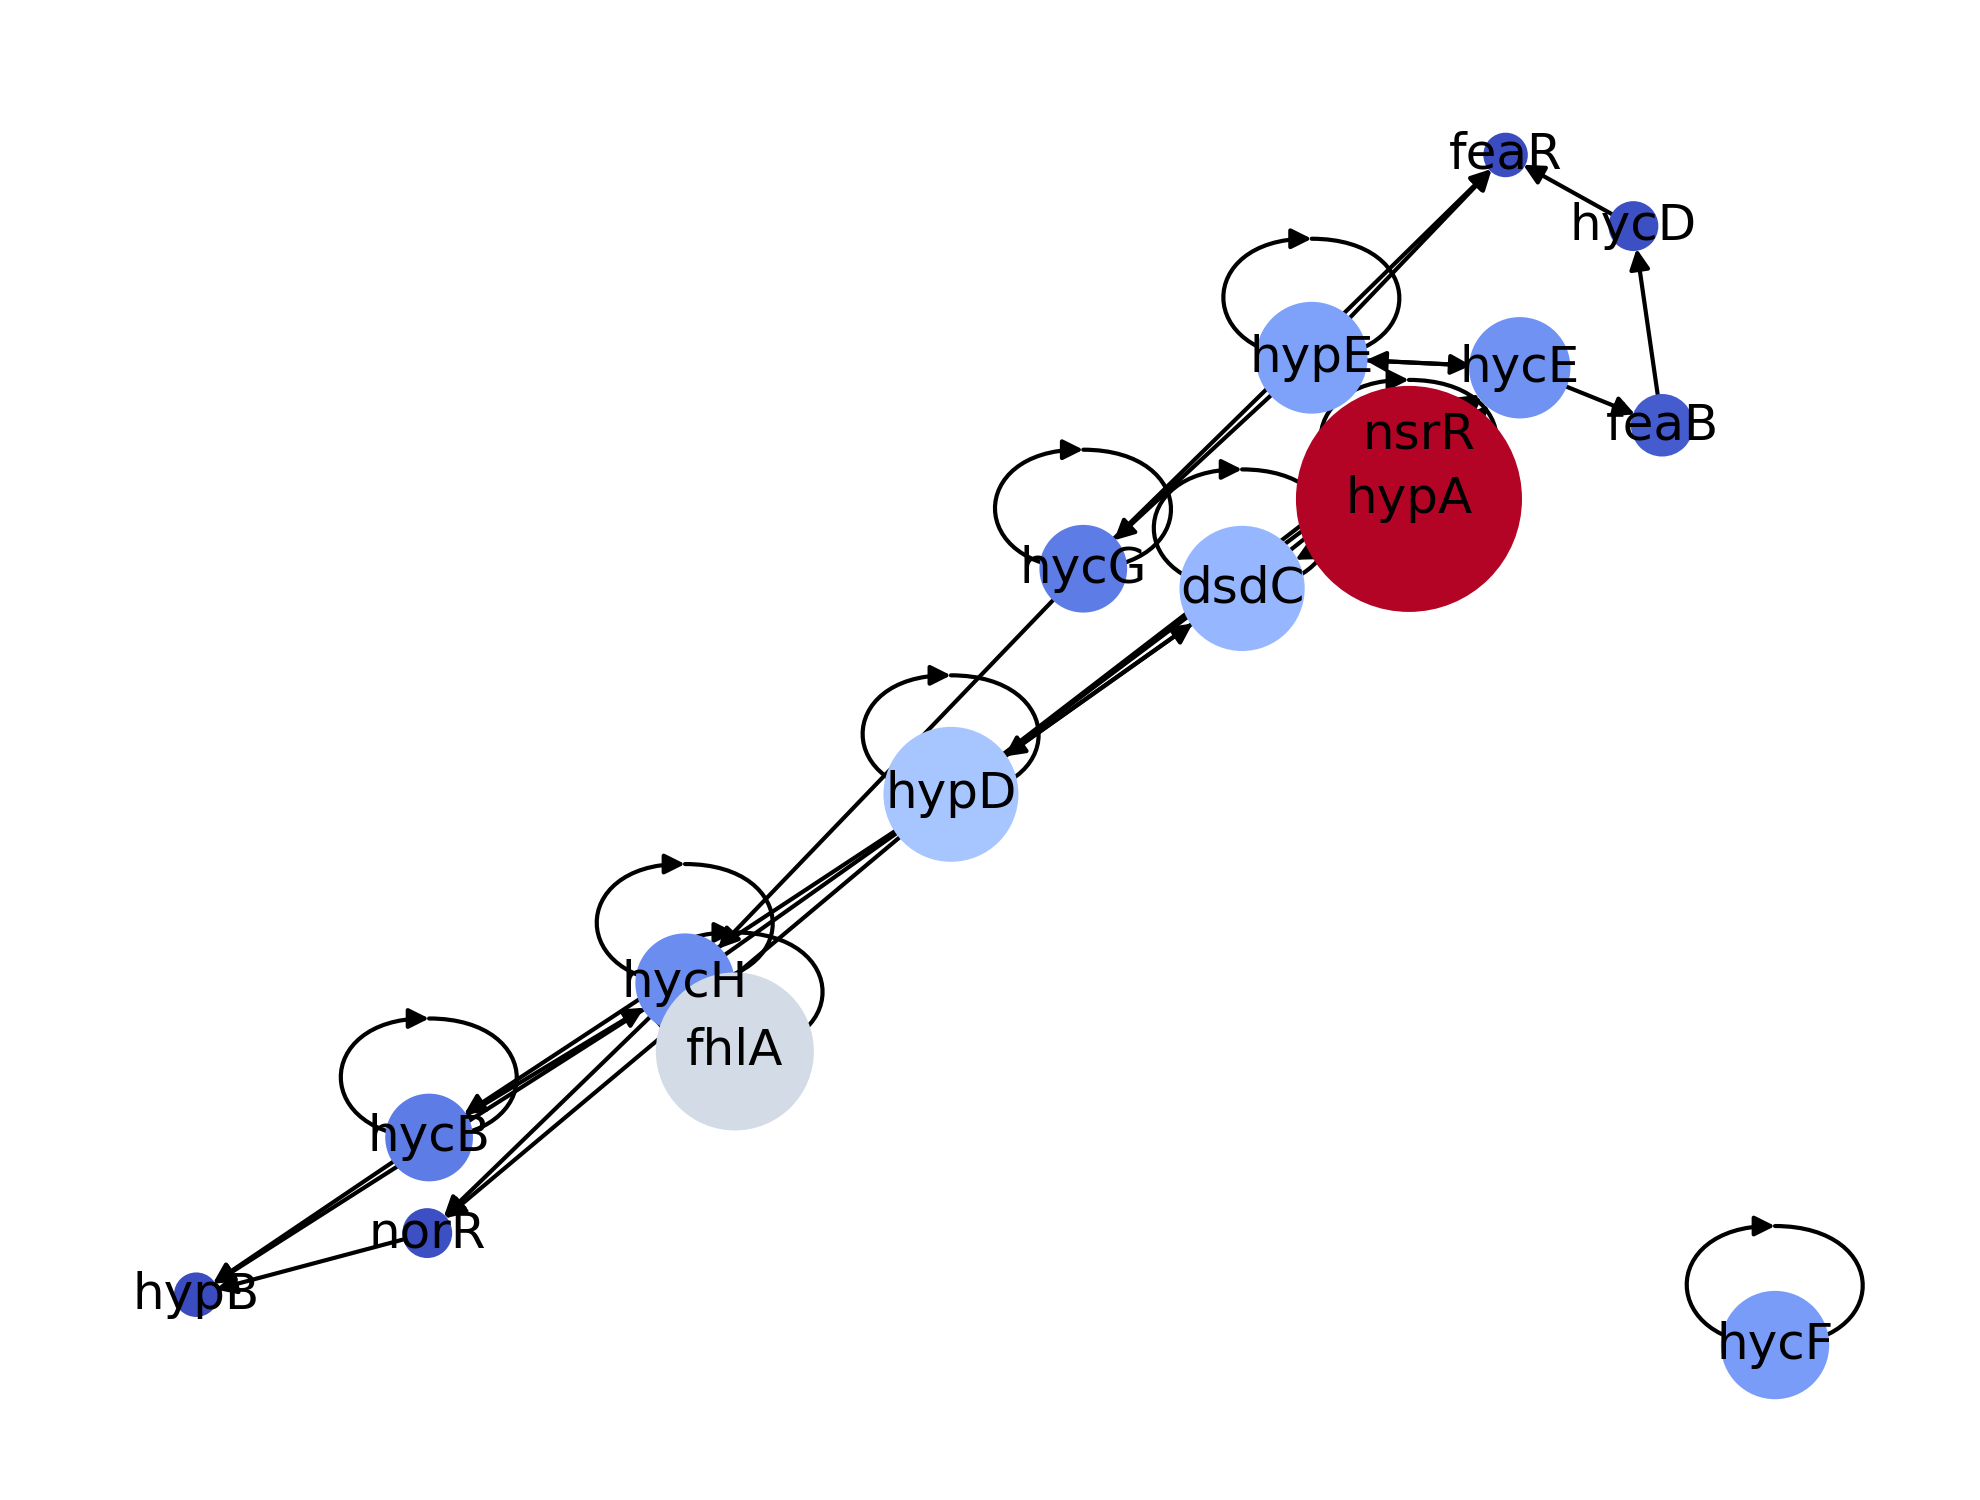 feaR
hycD
hypE
hycE
feaB
nsrR
hypA
hycG
dsdC
hypD
hycH
fhlA
hycB
norR
hypB
hycF